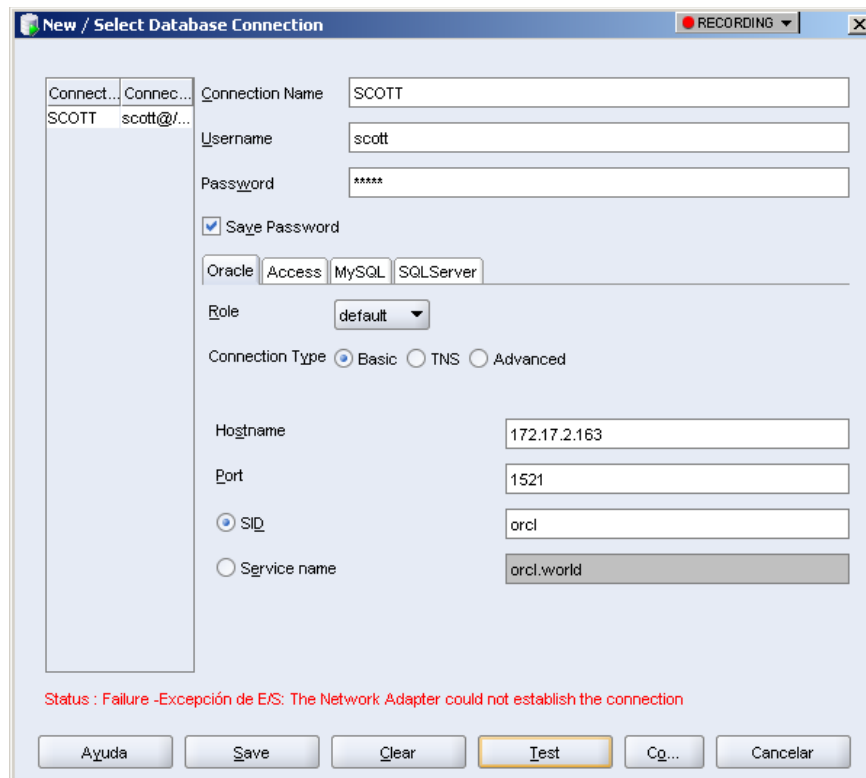 New / Select Database Connection
RECORDING
Connect... Connec...
SCOTT scott@/...
Connection Name SCOTT
Username scott
Password *****
Save Password
Oracle Access MySQL SQLServer
Role default
Connection Type Basic TNS Advanced
Hostname 172.17.2.163
Port 1521
SID orcl
Service name orcl.world
Status : Failure -Excepción de E/S: The Network Adapter could not establish the connection
Ayuda Save Clear Test Co... Cancelar